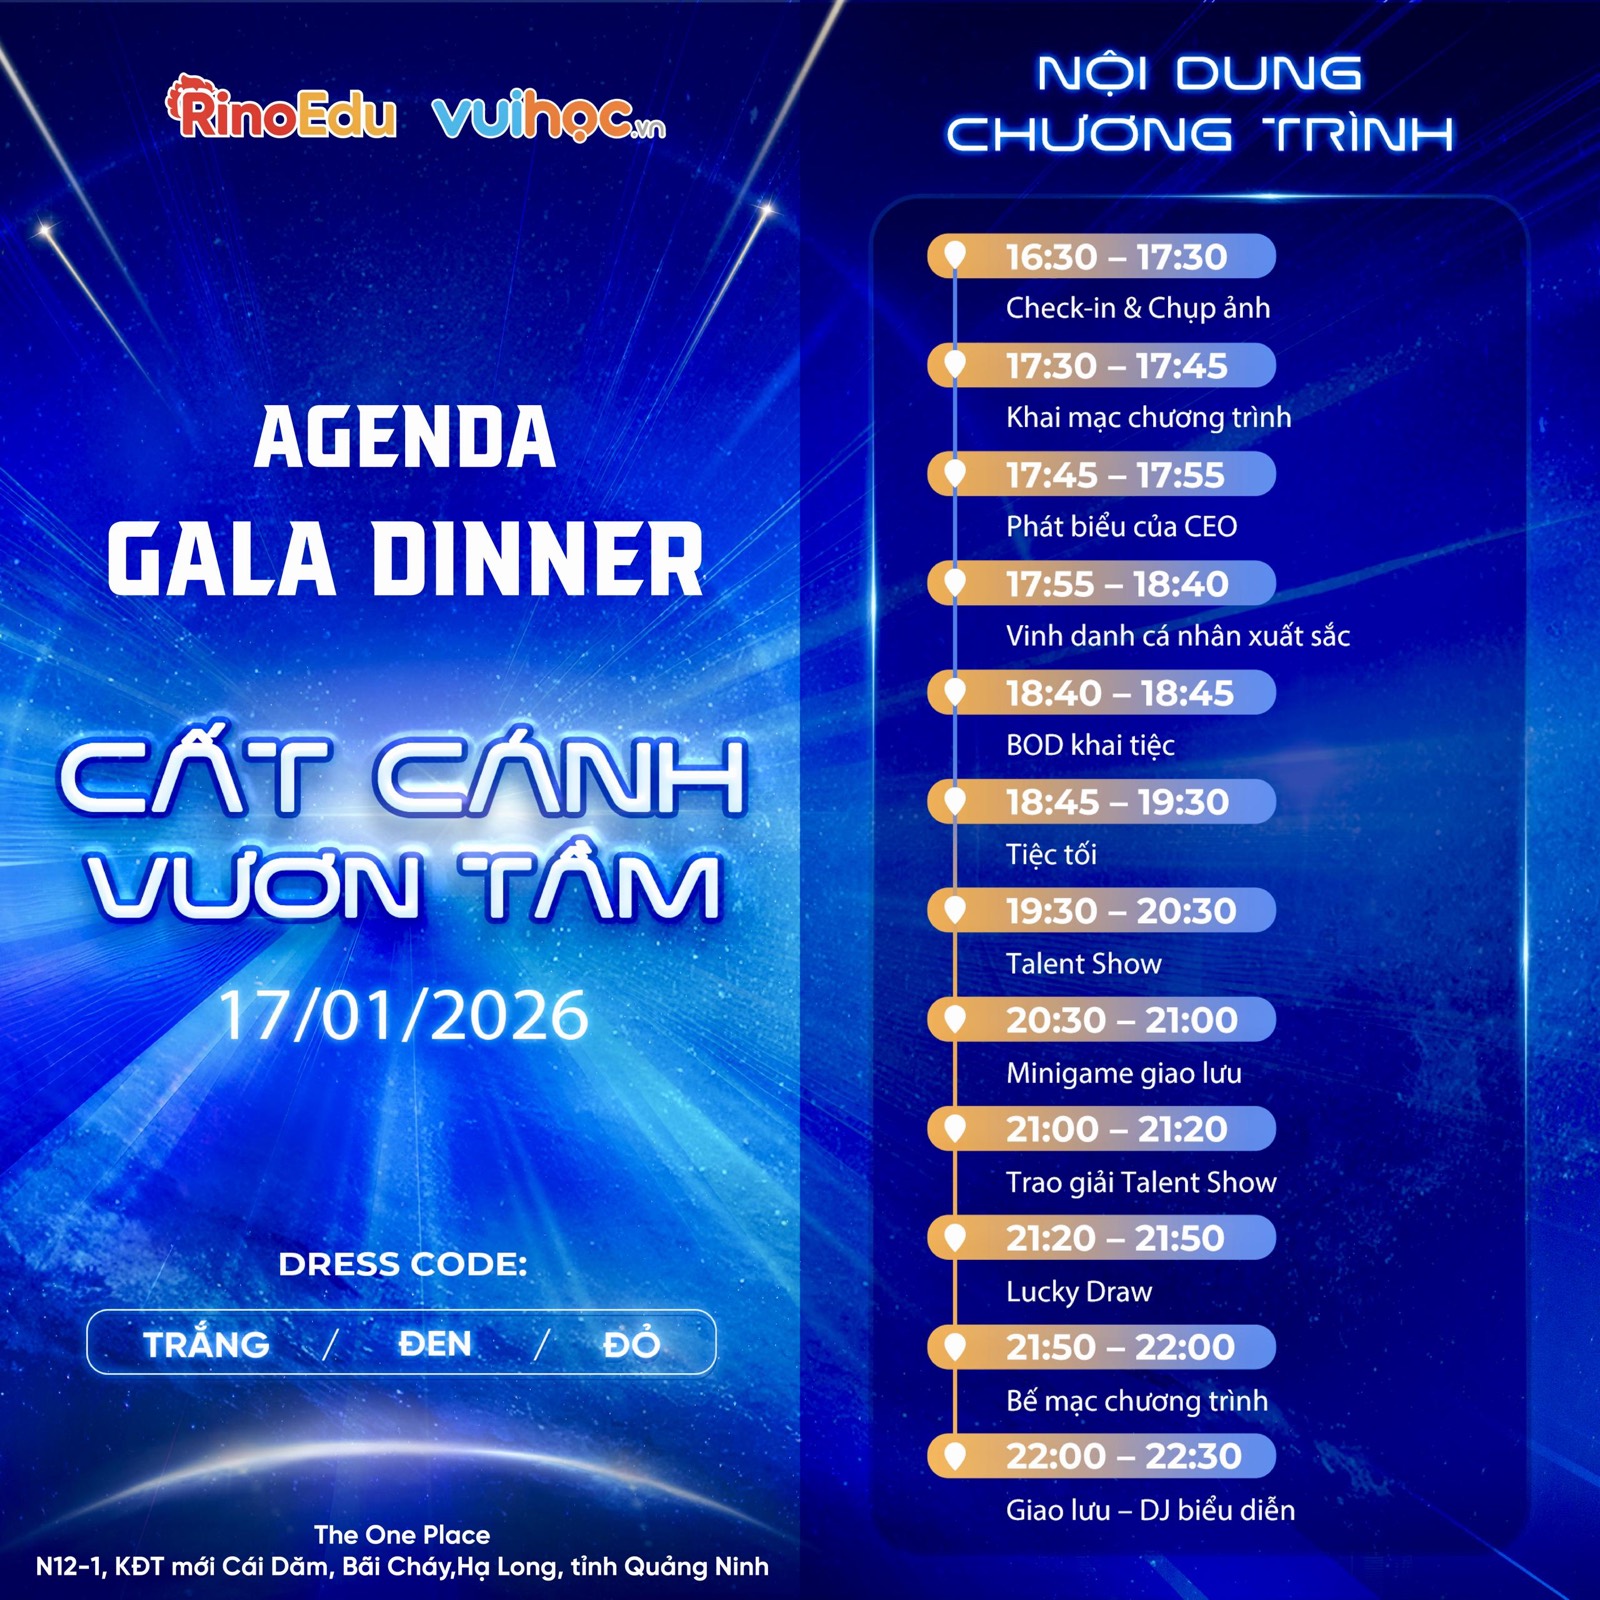 RinoEdu vuihọc.vn
AGENDA
GALA DINNER
CẤT CÁNH
VƯƠN TẦM
17/01/2026
DRESS CODE:
TRẮNG / ĐEN / ĐỎ
The One Place
N12-1, KĐT mới Cái Dăm, Bãi Cháy,Hạ Long, tỉnh Quảng Ninh
NỘI DUNG
CHƯƠNG TRÌNH
16:30 – 17:30
Check-in & Chụp ảnh
17:30 – 17:45
Khai mạc chương trình
17:45 – 17:55
Phát biểu của CEO
17:55 – 18:40
Vinh danh cá nhân xuất sắc
18:40 – 18:45
BOD khai tiệc
18:45 – 19:30
Tiệc tối
19:30 – 20:30
Talent Show
20:30 – 21:00
Minigame giao lưu
21:00 – 21:20
Trao giải Talent Show
21:20 – 21:50
Lucky Draw
21:50 – 22:00
Bế mạc chương trình
22:00 – 22:30
Giao lưu – DJ biểu diễn